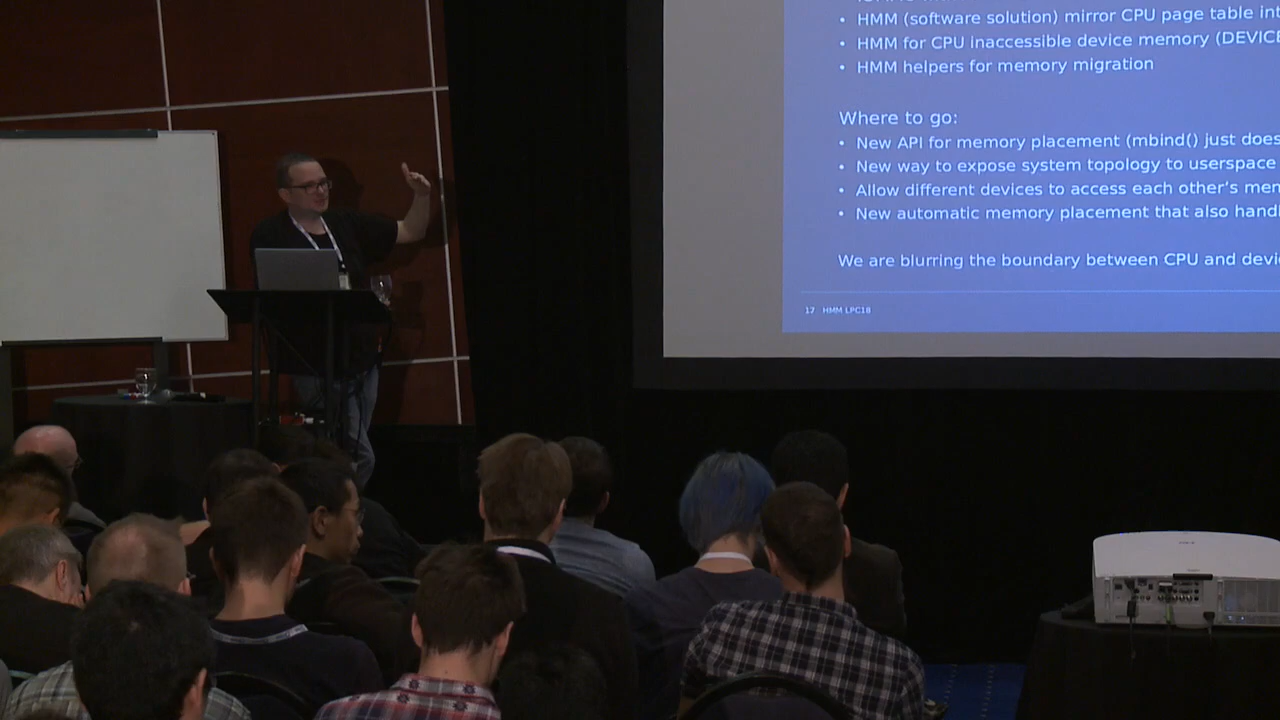 • HMM (software solution) mirror CPU page table int
• HMM for CPU inaccessible device memory (DEVICE
• HMM helpers for memory migration
Where to go:
• New API for memory placement (mbind() just does
• New way to expose system topology to userspace
• Allow different devices to access each other's mem
• New automatic memory placement that also handl
We are blurring the boundary between CPU and devi
17 HMM LPC18